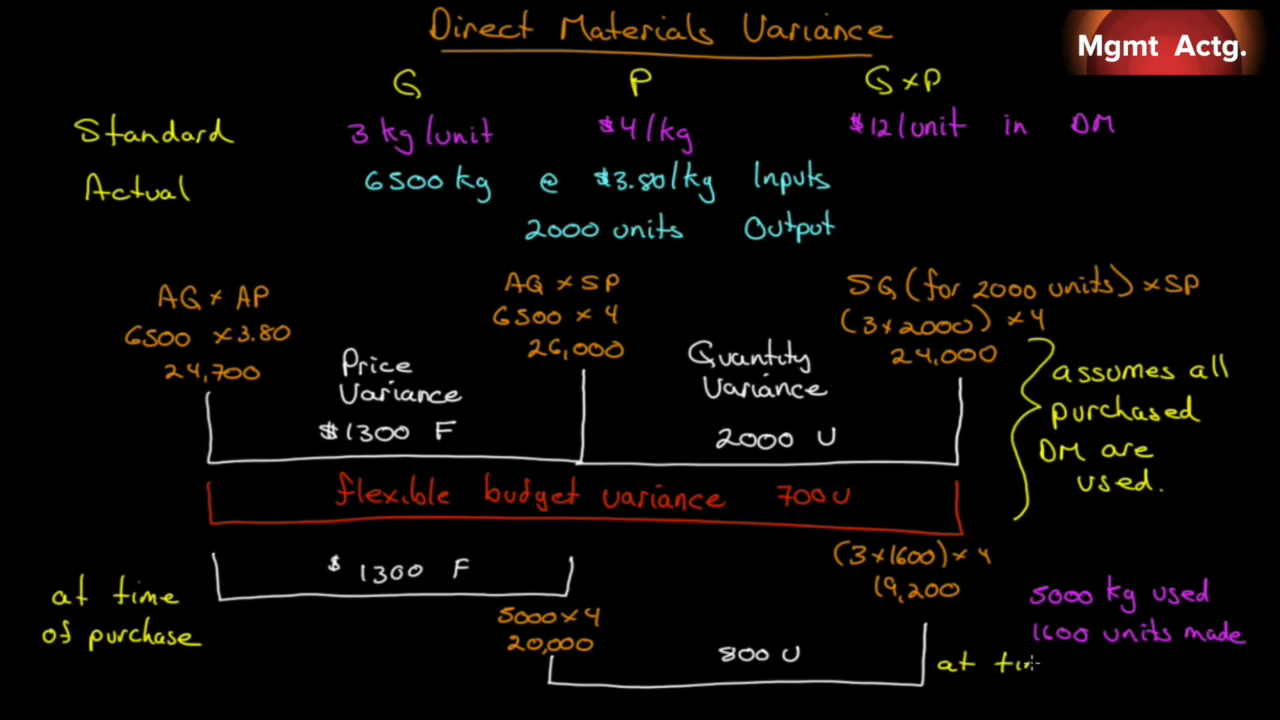 Direct Materials Variance
Mgmt Actg.
Q P Q × P
Standard 3 kg/unit $4/kg $12/unit in DM
Actual 6500 kg @ $3.80/kg Inputs
2000 units Output
AQ × AP AQ × SP SQ (for 2000 units) × SP
6500 × 3.80 6500 × 4 (3 × 2000) × 4
24,700 26,000 24,000
Price Variance
$1300 F
Quantity Variance
2000 U
assumes all
purchased
DM are
used.
flexible budget variance 700 U
$1300 F
at time
of purchase
5000 × 4
20,000
(3 × 1600) × 4
19,200
800 U
5000 kg used
1600 units made
at ti